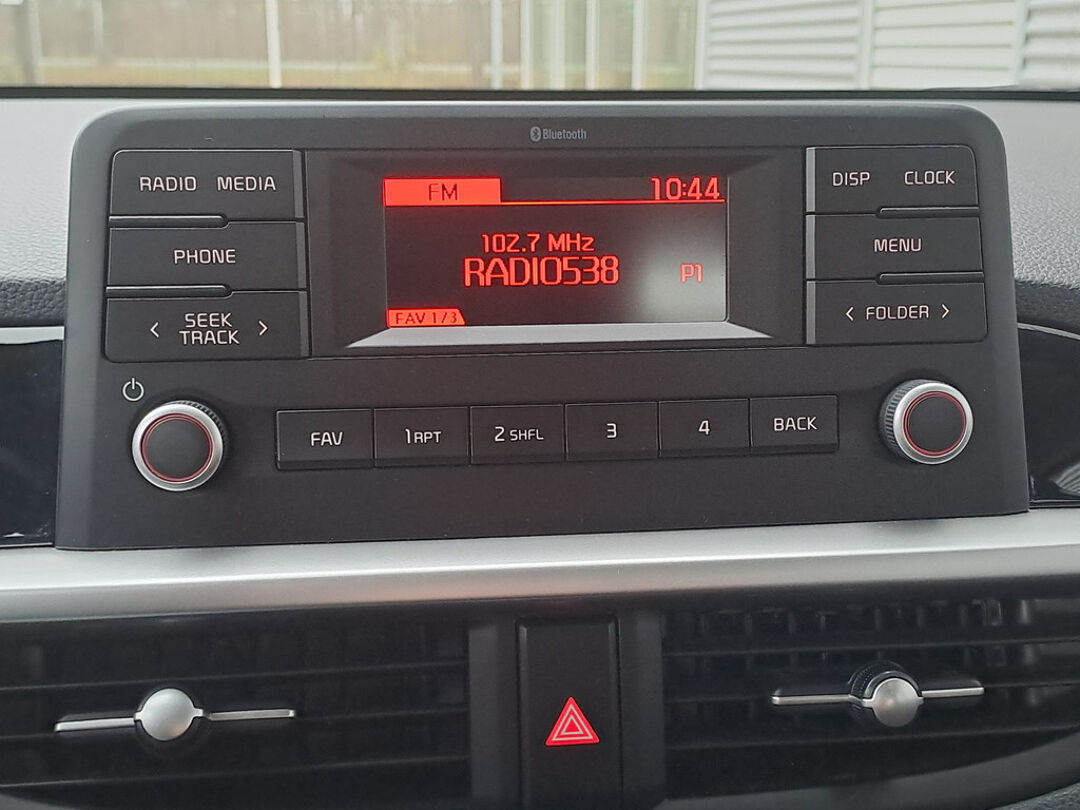 Bluetooth
RADIO MEDIA
PHONE
< SEEK TRACK >
FM 10:44
102.7 MHz
RADIO538 P1
FAV 1/3
DISP CLOCK
MENU
< FOLDER >
FAV 1 RPT 2 SHFL 3 4 BACK